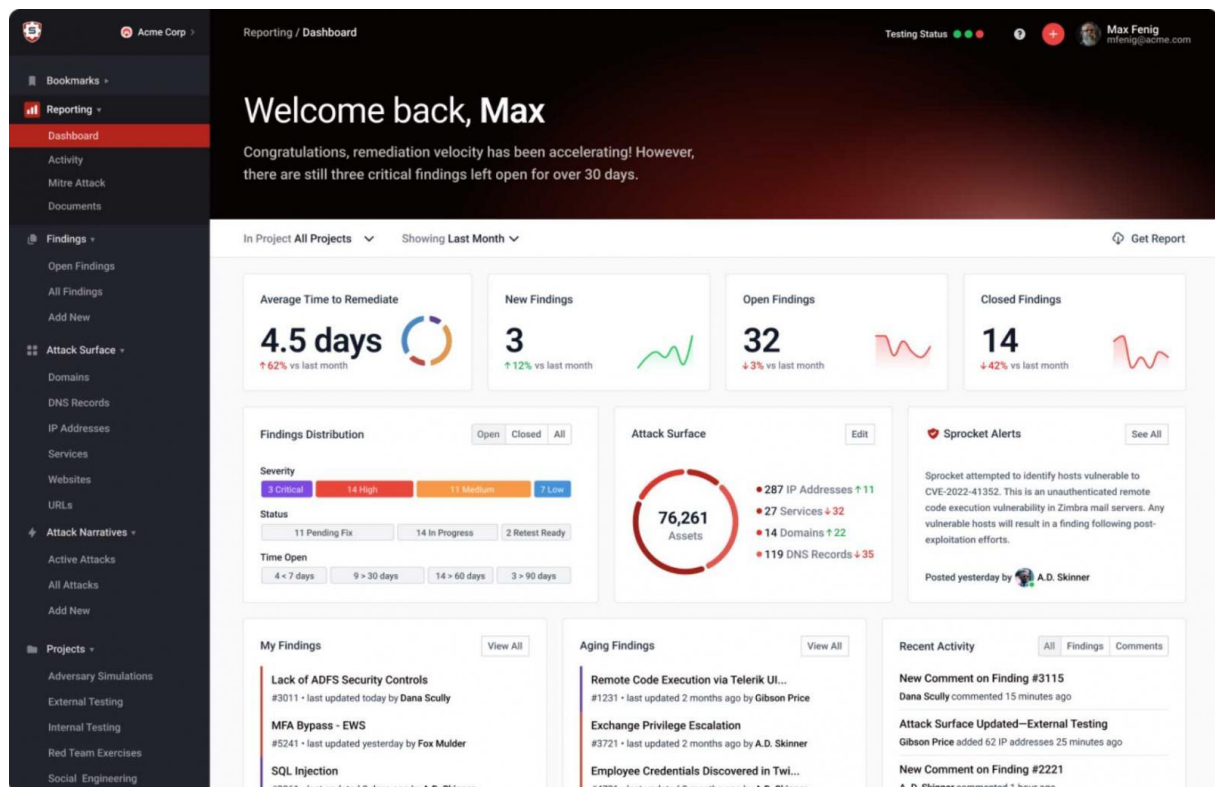 Acme Corp
Reporting / Dashboard
Testing Status
Max Fenig
mfenig@acme.com
Bookmarks
Reporting
Dashboard
Activity
Mitre Attack
Documents
Findings
Open Findings
All Findings
Add New
Attack Surface
Domains
DNS Records
IP Addresses
Services
Websites
URLs
Attack Narratives
Active Attacks
All Attacks
Add New
Projects
Adversary Simulations
External Testing
Internal Testing
Red Team Exercises
Social Engineering
Welcome back, Max
Congratulations, remediation velocity has been accelerating! However,
there are still three critical findings left open for over 30 days.
In Project All Projects
Showing Last Month
Get Report
Average Time to Remediate
4.5 days
↑62% vs last month
New Findings
3
↑12% vs last month
Open Findings
32
↓3% vs last month
Closed Findings
14
↓42% vs last month
Findings Distribution
Open Closed All
Severity
3 Critical 14 High 11 Medium 7 Low
Status
11 Pending Fix 14 In Progress 2 Retest Ready
Time Open
4 < 7 days 9 > 30 days 14 > 60 days 3 > 90 days
Attack Surface
Edit
76,261
Assets
287 IP Addresses ↑11
27 Services ↓32
14 Domains ↑22
119 DNS Records ↓35
Sprocket Alerts
See All
Sprocket attempted to identify hosts vulnerable to
CVE-2022-41352. This is an unauthenticated remote
code execution vulnerability in Zimbra mail servers. Any
vulnerable hosts will result in a finding following post-
exploitation efforts.
Posted yesterday by A.D. Skinner
My Findings
View All
Lack of ADFS Security Controls
#3011 • last updated today by Dana Scully
MFA Bypass - EWS
#5241 • last updated yesterday by Fox Mulder
SQL Injection
Aging Findings
View All
Remote Code Execution via Telerik UI...
#1231 • last updated 2 months ago by Gibson Price
Exchange Privilege Escalation
#3721 • last updated 2 months ago by A.D. Skinner
Employee Credentials Discovered in Twi...
Recent Activity
All Findings Comments
New Comment on Finding #3115
Dana Scully commented 15 minutes ago
Attack Surface Updated—External Testing
Gibson Price added 62 IP addresses 25 minutes ago
New Comment on Finding #2221